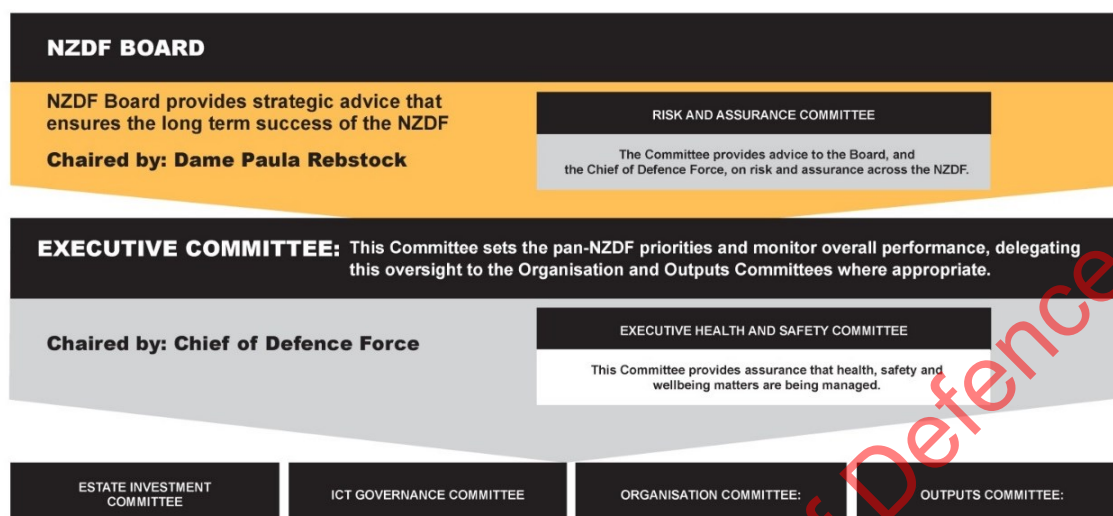 NZDF BOARD
NZDF Board provides strategic advice that
ensures the long term success of the NZDF
Chaired by: Dame Paula Rebstock
RISK AND ASSURANCE COMMITTEE
The Committee provides advice to the Board, and
the Chief of Defence Force, on risk and assurance across the NZDF.
EXECUTIVE COMMITTEE: This Committee sets the pan-NZDF priorities and monitor overall performance, delegating
this oversight to the Organisation and Outputs Committees where appropriate.
Chaired by: Chief of Defence Force
EXECUTIVE HEALTH AND SAFETY COMMITTEE
This Committee provides assurance that health, safety and
wellbeing matters are being managed.
ESTATE INVESTMENT
COMMITTEE
ICT GOVERNANCE COMMITTEE
ORGANISATION COMMITTEE:
OUTPUTS COMMITTEE:
Defence